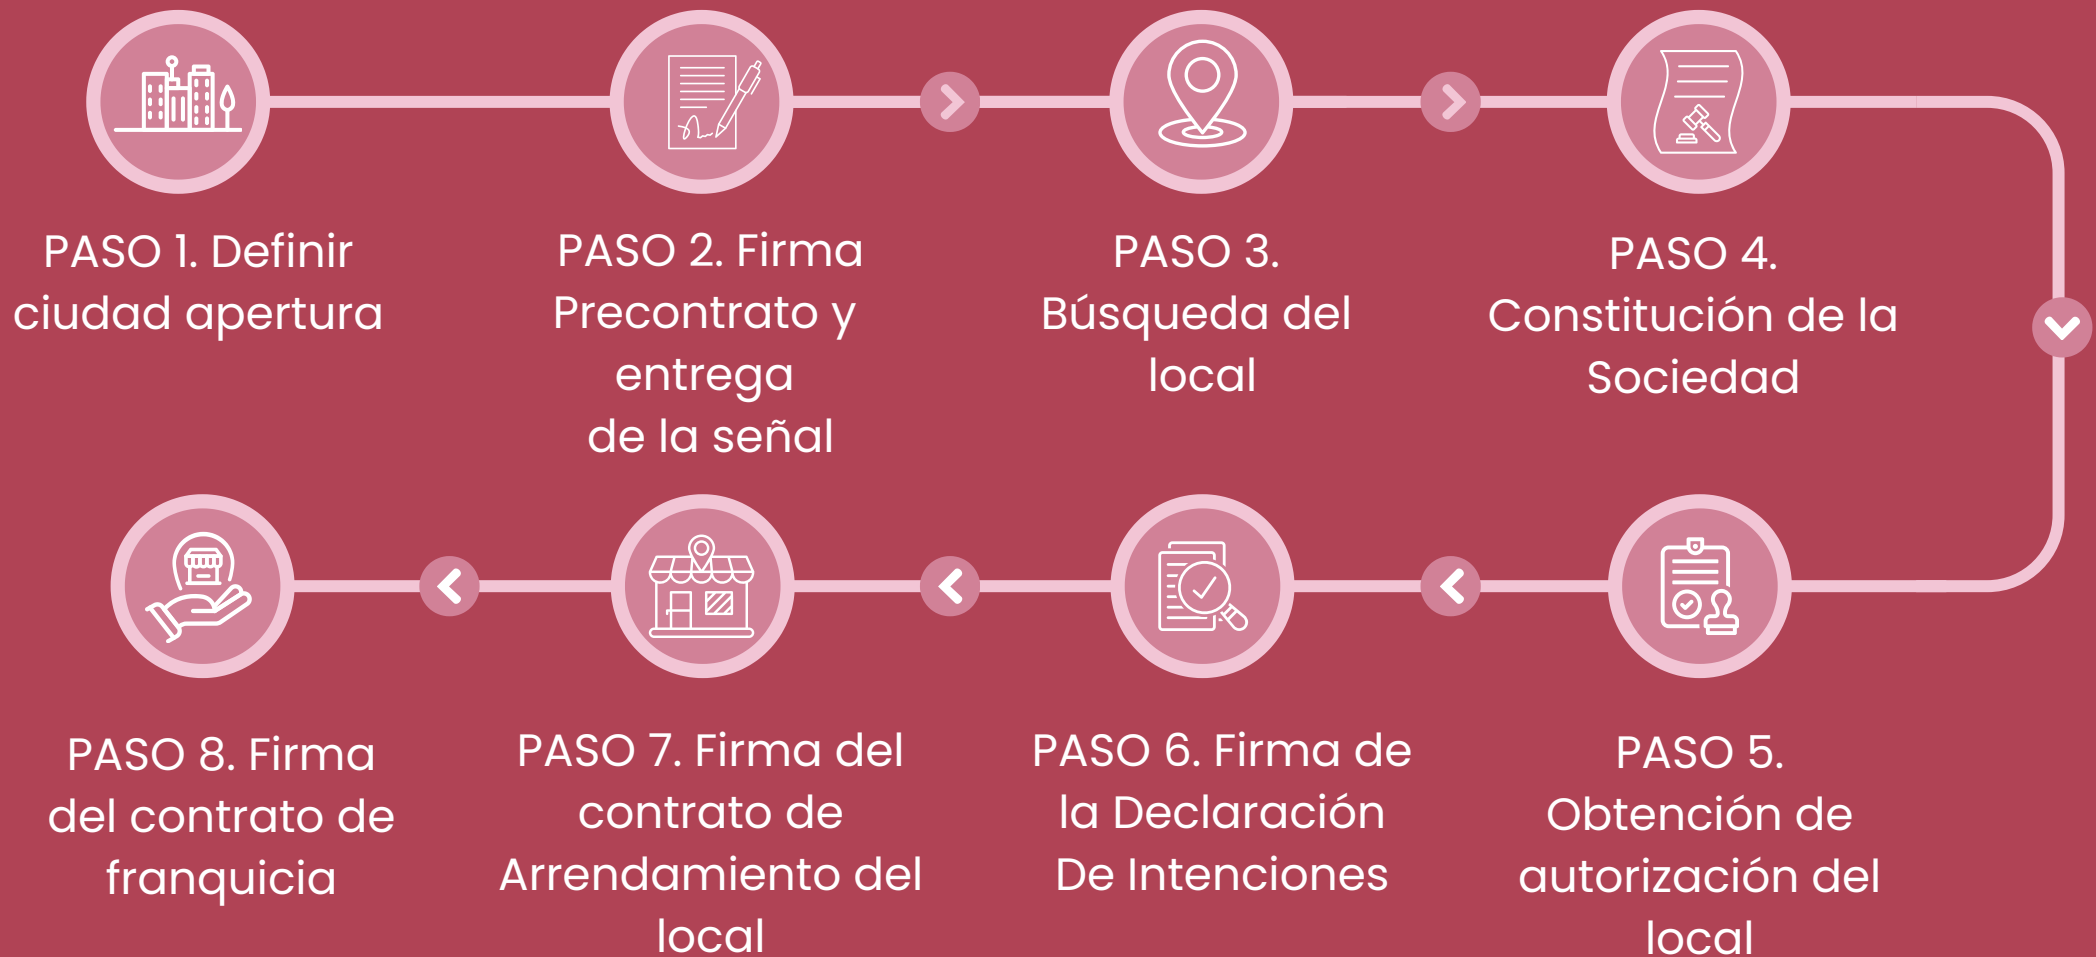 PASO 1. Definir
ciudad apertura
PASO 2. Firma
Precontrato y
entrega
de la señal
PASO 3.
Búsqueda del
local
PASO 4.
Constitución de la
Sociedad
PASO 5.
Obtención de
autorización del
local
PASO 6. Firma de
la Declaración
De Intenciones
PASO 7. Firma del
contrato de
Arrendamiento del
local
PASO 8. Firma
del contrato de
franquicia